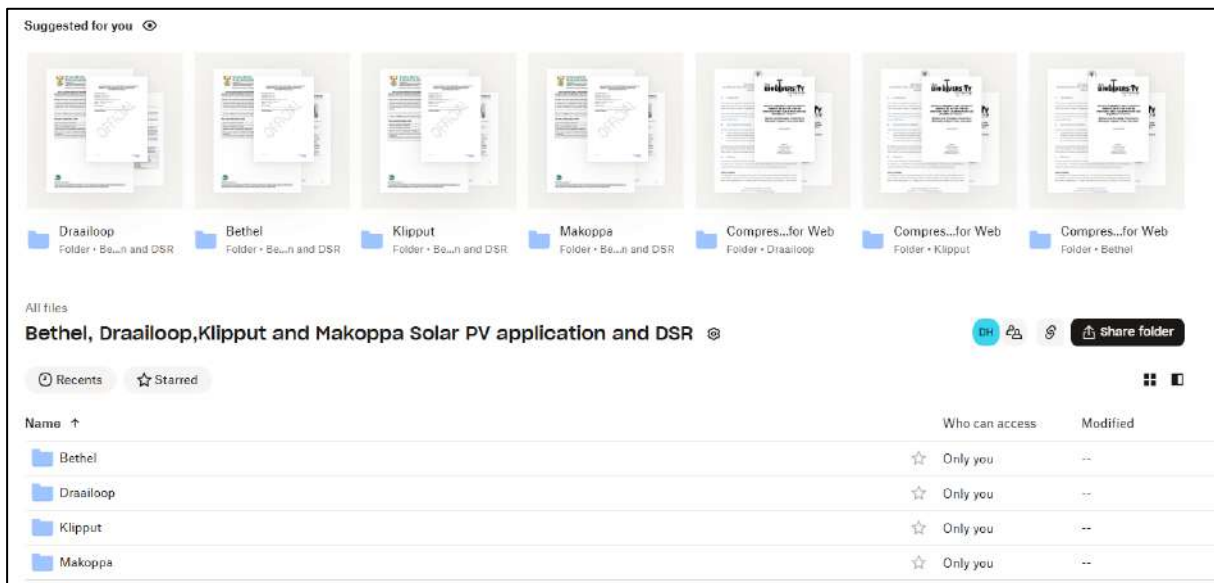 Suggested for you
Draailoop
Folder • Be...n and DSR
Bethel
Folder • Be...n and DSR
Klipput
Folder • Be...n and DSR
Makoppa
Folder • Be...n and DSR
Compres...for Web
Folder • Draailoop
Compres...for Web
Folder • Klipput
Compres...for Web
Folder • Bethel
All files
Bethel, Draailoop,Klipput and Makoppa Solar PV application and DSR
DH
Share folder
Recents
Starred
Name ↑
Who can access
Modified
Bethel
Only you
--
Draailoop
Only you
--
Klipput
Only you
--
Makoppa
Only you
--